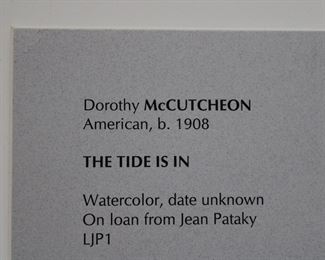 Dorothy McCUTCHEON
American, b. 1908
THE TIDE IS IN
Watercolor, date unknown
On loan from Jean Pataky
LJP1